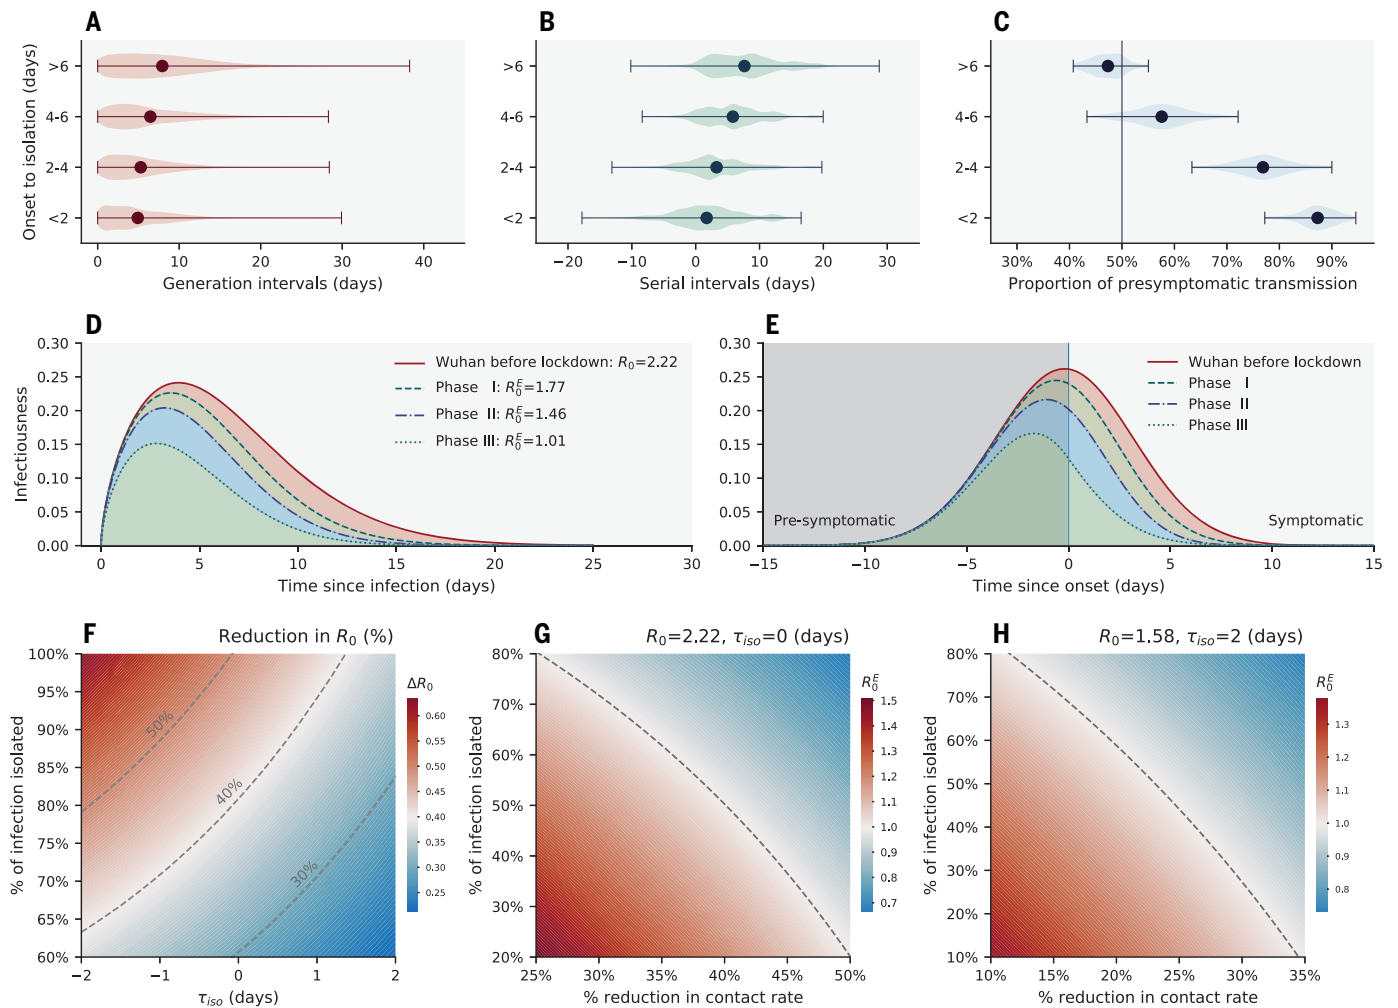 A
B
C
Onset to isolation (days)
>6
4-6
2-4
<2
0 10 20 30 40
Generation intervals (days)
>6
4-6
2-4
<2
−20 −10 0 10 20 30
Serial intervals (days)
>6
4-6
2-4
<2
30% 40% 50% 60% 70% 80% 90%
Proportion of presymptomatic transmission
D
Infectiousness
0.30
0.25
0.20
0.15
0.10
0.05
0.00
Wuhan before lockdown: R₀=2.22
Phase I: R₀ᴱ=1.77
Phase II: R₀ᴱ=1.46
Phase III: R₀ᴱ=1.01
0 5 10 15 20 25 30
Time since infection (days)
E
0.30
0.25
0.20
0.15
0.10
0.05
0.00
Wuhan before lockdown
Phase I
Phase II
Phase III
Pre-symptomatic
Symptomatic
−15 −10 −5 0 5 10 15
Time since onset (days)
F
Reduction in R₀ (%)
% of infection isolated
100%
95%
90%
85%
80%
75%
70%
65%
60%
50%
40%
30%
−2 −1 0 1 2
τiso (days)
ΔR₀
0.60
0.55
0.50
0.45
0.40
0.35
0.30
0.25
G
R₀=2.22, τiso=0 (days)
% of infection isolated
80%
70%
60%
50%
40%
30%
20%
25% 30% 35% 40% 45% 50%
% reduction in contact rate
R₀ᴱ
1.5
1.4
1.3
1.2
1.1
1.0
0.9
0.8
0.7
H
R₀=1.58, τiso=2 (days)
% of infection isolated
80%
70%
60%
50%
40%
30%
20%
10%
10% 15% 20% 25% 30% 35%
% reduction in contact rate
R₀ᴱ
1.3
1.2
1.1
1.0
0.9
0.8